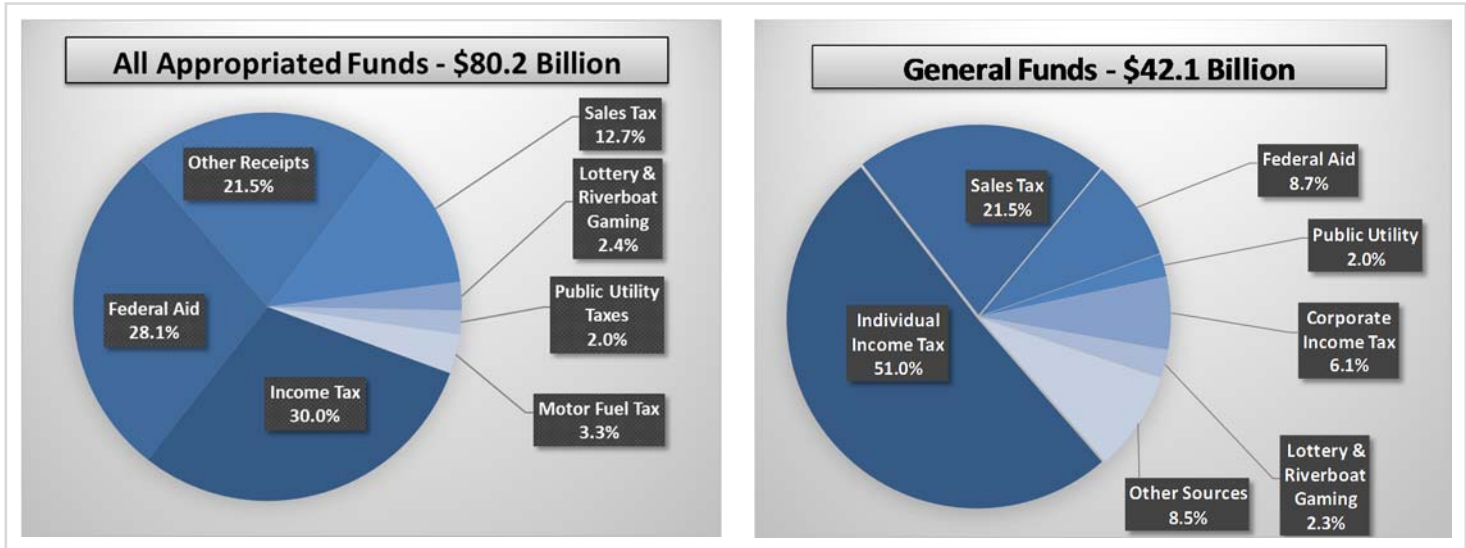 All Appropriated Funds - $80.2 Billion
Sales Tax
12.7%
Other Receipts
21.5%
Lottery &
Riverboat
Gaming
2.4%
Public Utility
Taxes
2.0%
Federal Aid
28.1%
Income Tax
30.0%
Motor Fuel Tax
3.3%
General Funds - $42.1 Billion
Federal Aid
8.7%
Sales Tax
21.5%
Public Utility
2.0%
Individual
Income Tax
51.0%
Corporate
Income Tax
6.1%
Lottery &
Riverboat
Gaming
2.3%
Other Sources
8.5%